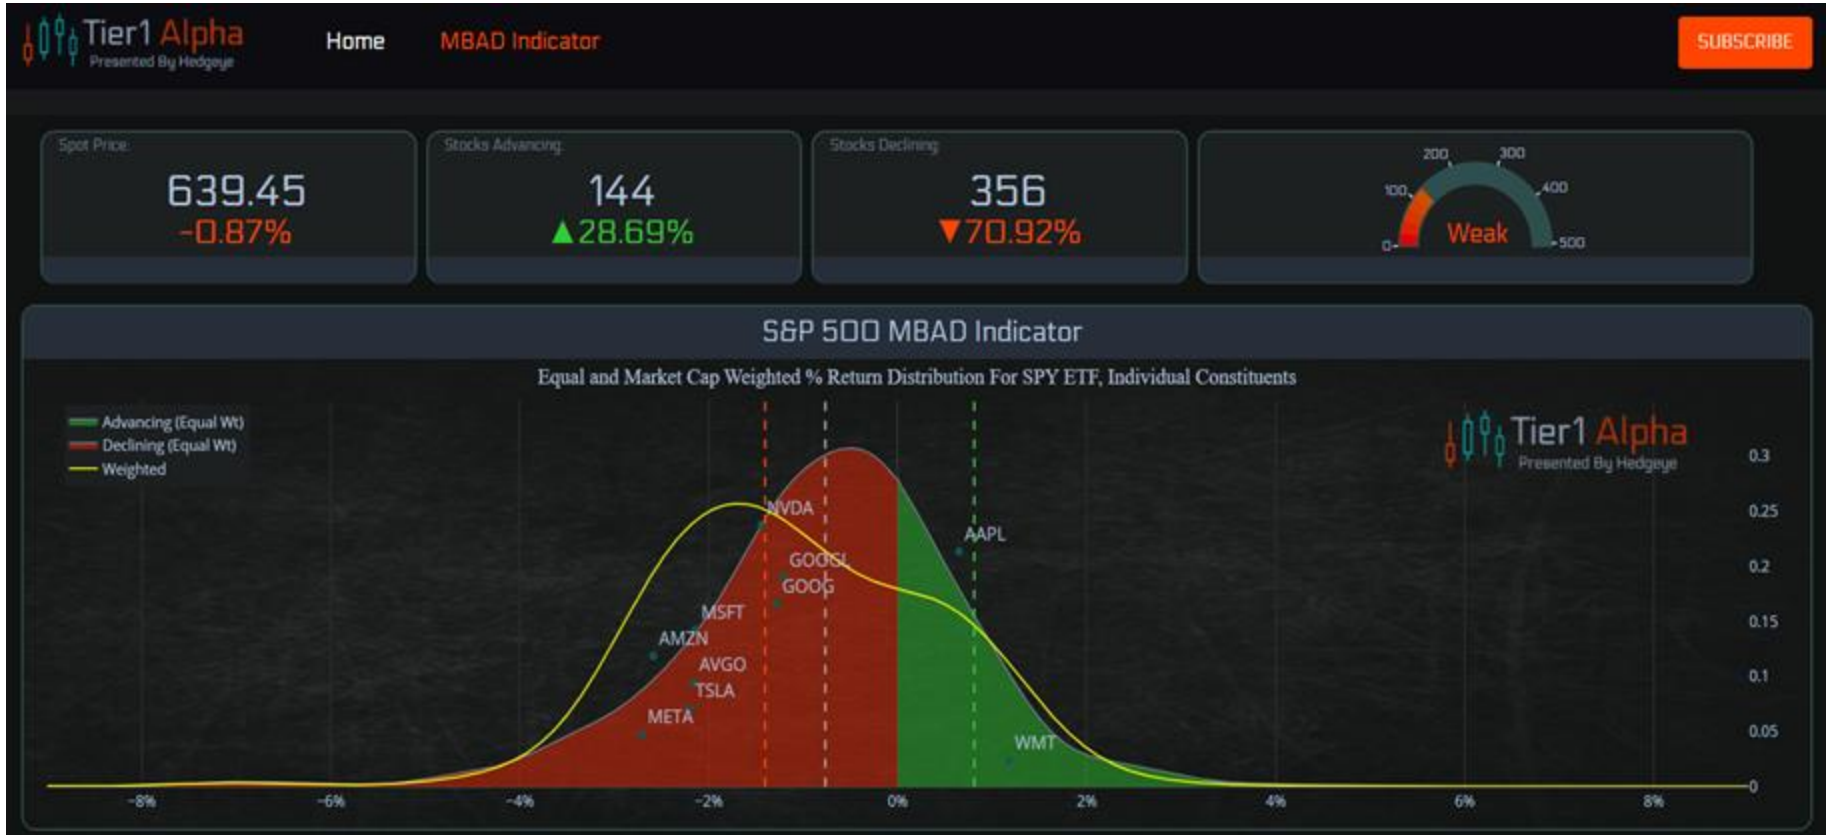 Tier1 Alpha
Presented By Hedgeye
Home
MBAD Indicator
SUBSCRIBE
Spot Price:
639.45
-0.87%
Stocks Advicing:
144
▲28.69%
Stocks Declining:
356
▼70.92%
0
100
200
300
400
500
Weak
S&P 500 MBAD Indicator
Equal and Market Cap Weighted % Return Distribution For SPY ETF, Individual Constituents
Advancing (Equal Wt)
Declining (Equal Wt)
Weighted
Tier1 Alpha
Presented By Hedgeye
NVDA
AAPL
GOOGL
GOOG
MSFT
AMZN
AVGO
TSLA
META
WMT
0.3
0.25
0.2
0.15
0.1
0.05
0
−8%
−6%
−4%
−2%
0%
2%
4%
6%
8%